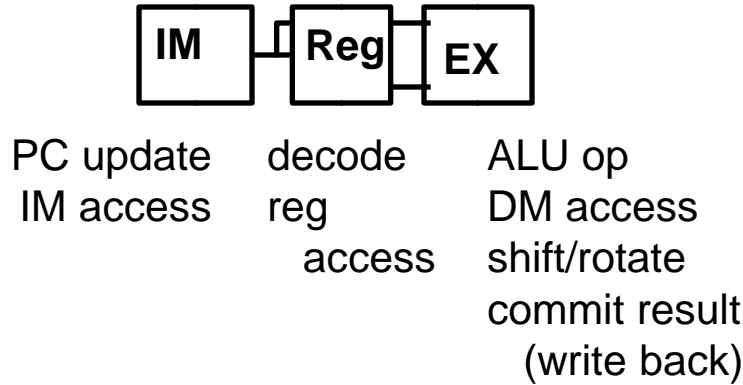 IM Reg EX
PC update decode ALU op
IM access reg DM access
access shift/rotate
commit result
(write back)